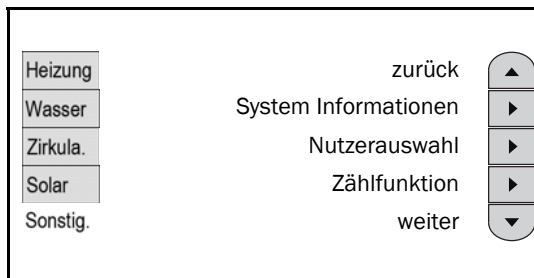 Heizung zurück
Wasser System Informationen
Zirkula. Nutzerauswahl
Solar Zählfunktion
Sonstig. weiter